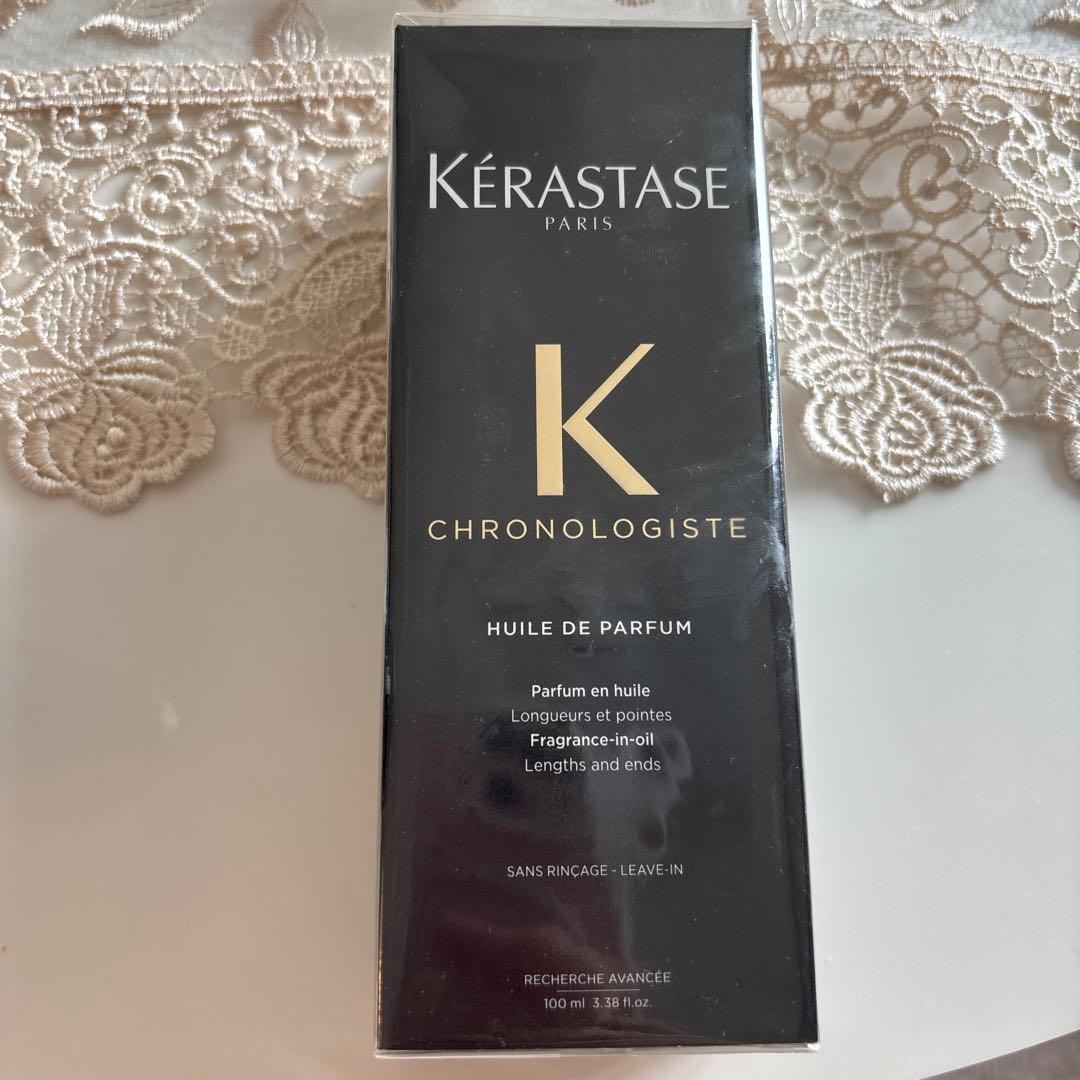 KÉRASTASE
PARIS
K
CHRONOLOGISTE
HUILE DE PARFUM
Parfum en huile
Longueurs et pointes
Fragrance-in-oil
Lengths and ends
SANS RINÇAGE - LEAVE-IN
RECHERCHE AVANCÉE
100 ml 3.38 fl.oz.